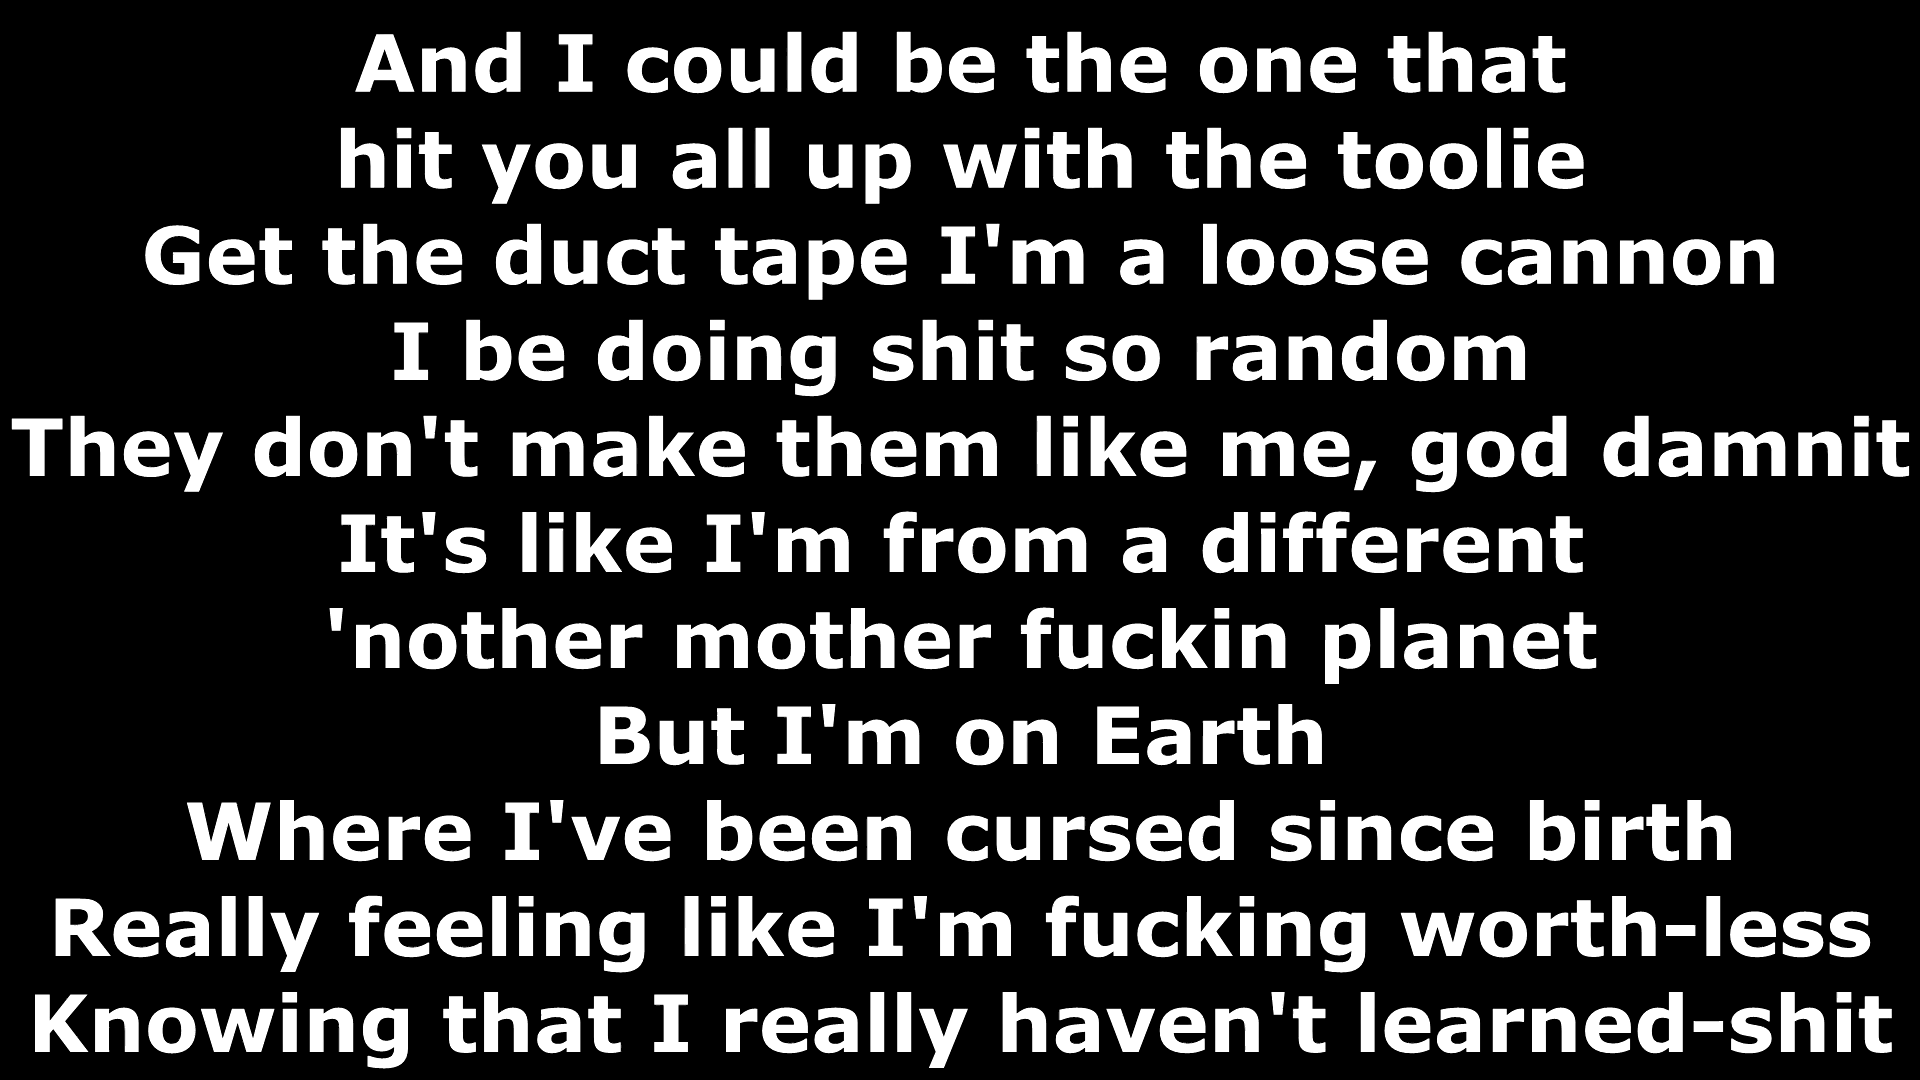 And I could be the one that
hit you all up with the toolie
Get the duct tape I'm a loose cannon
I be doing shit so random
They don't make them like me, god damnit
It's like I'm from a different
'nother mother fuckin planet
But I'm on Earth
Where I've been cursed since birth
Really feeling like I'm fucking worth-less
Knowing that I really haven't learned-shit